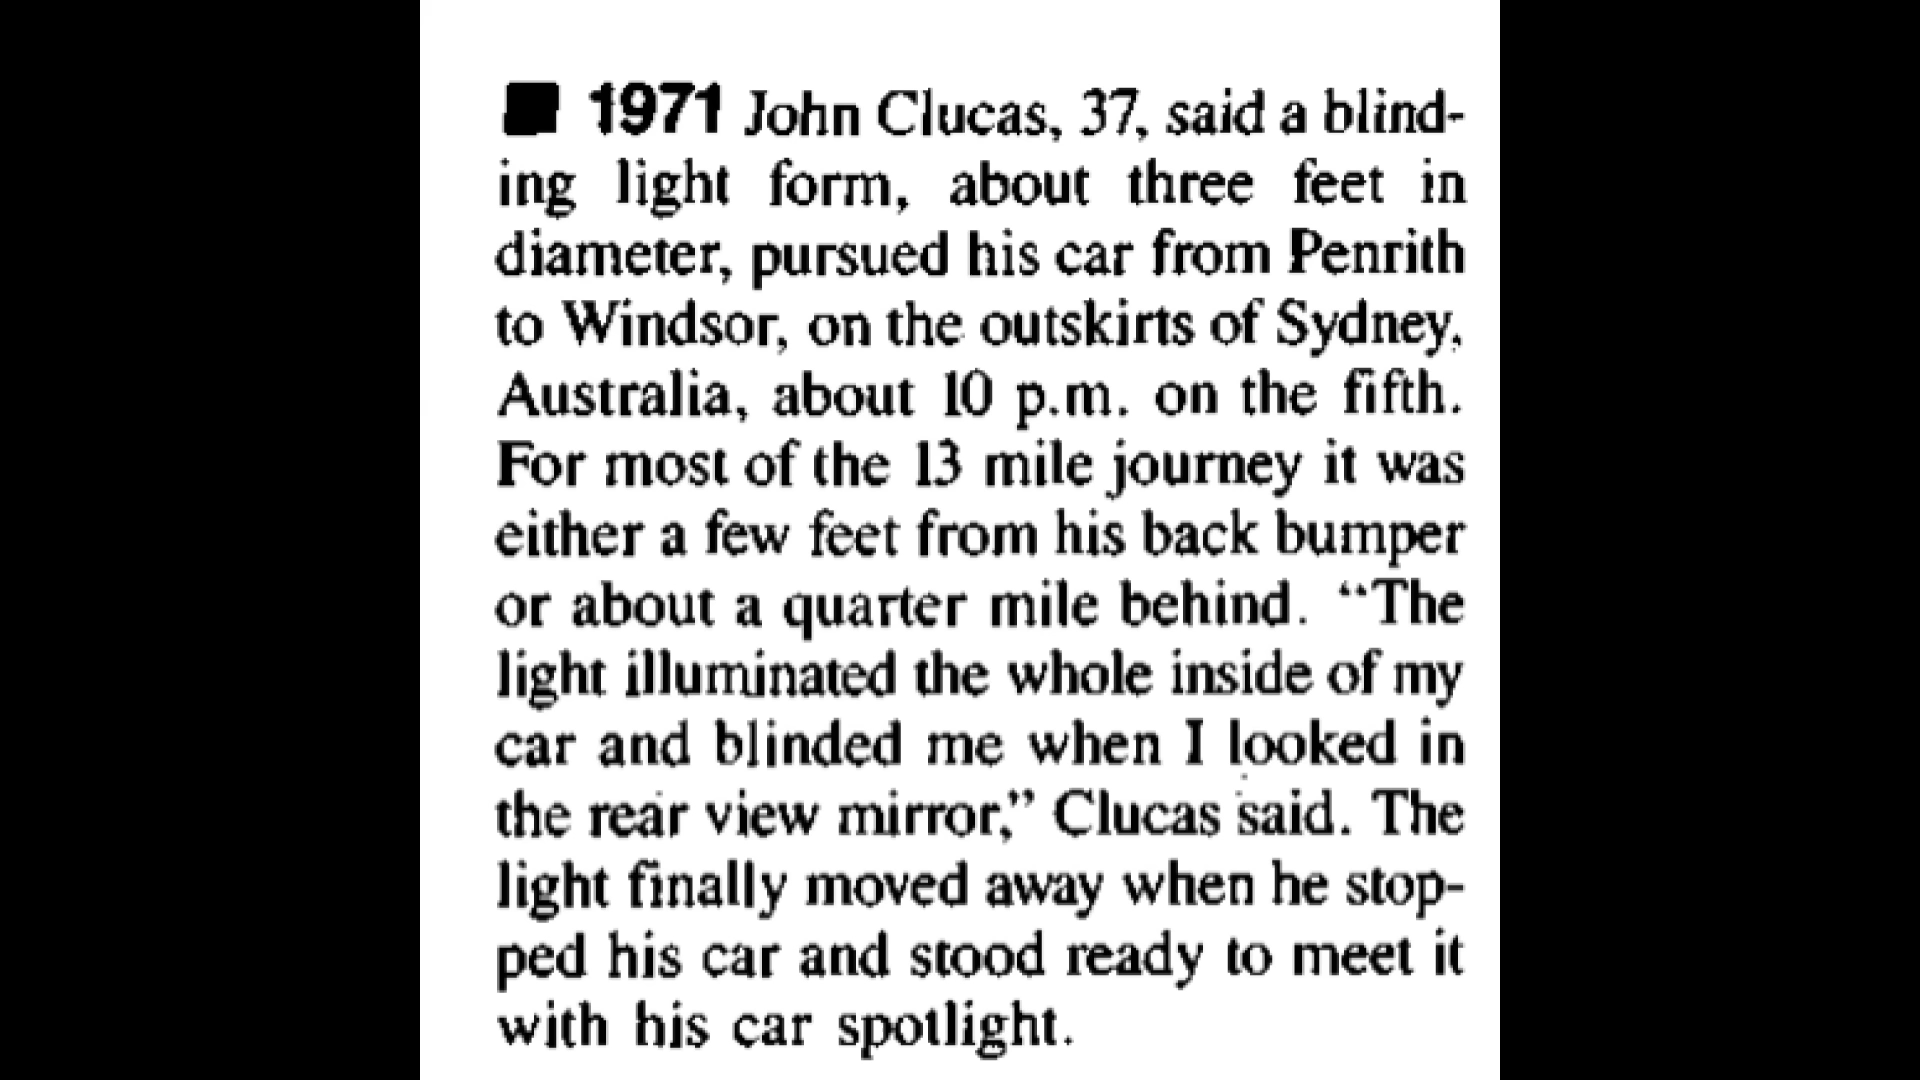 ■ 1971 John Clucas, 37, said a blind-
ing light form, about three feet in
diameter, pursued his car from Penrith
to Windsor, on the outskirts of Sydney,
Australia, about 10 p.m. on the fifth.
For most of the 13 mile journey it was
either a few feet from his back bumper
or about a quarter mile behind. “The
light illuminated the whole inside of my
car and blinded me when I looked in
the rear view mirror,” Clucas said. The
light finally moved away when he stop-
ped his car and stood ready to meet it
with his car spotlight.